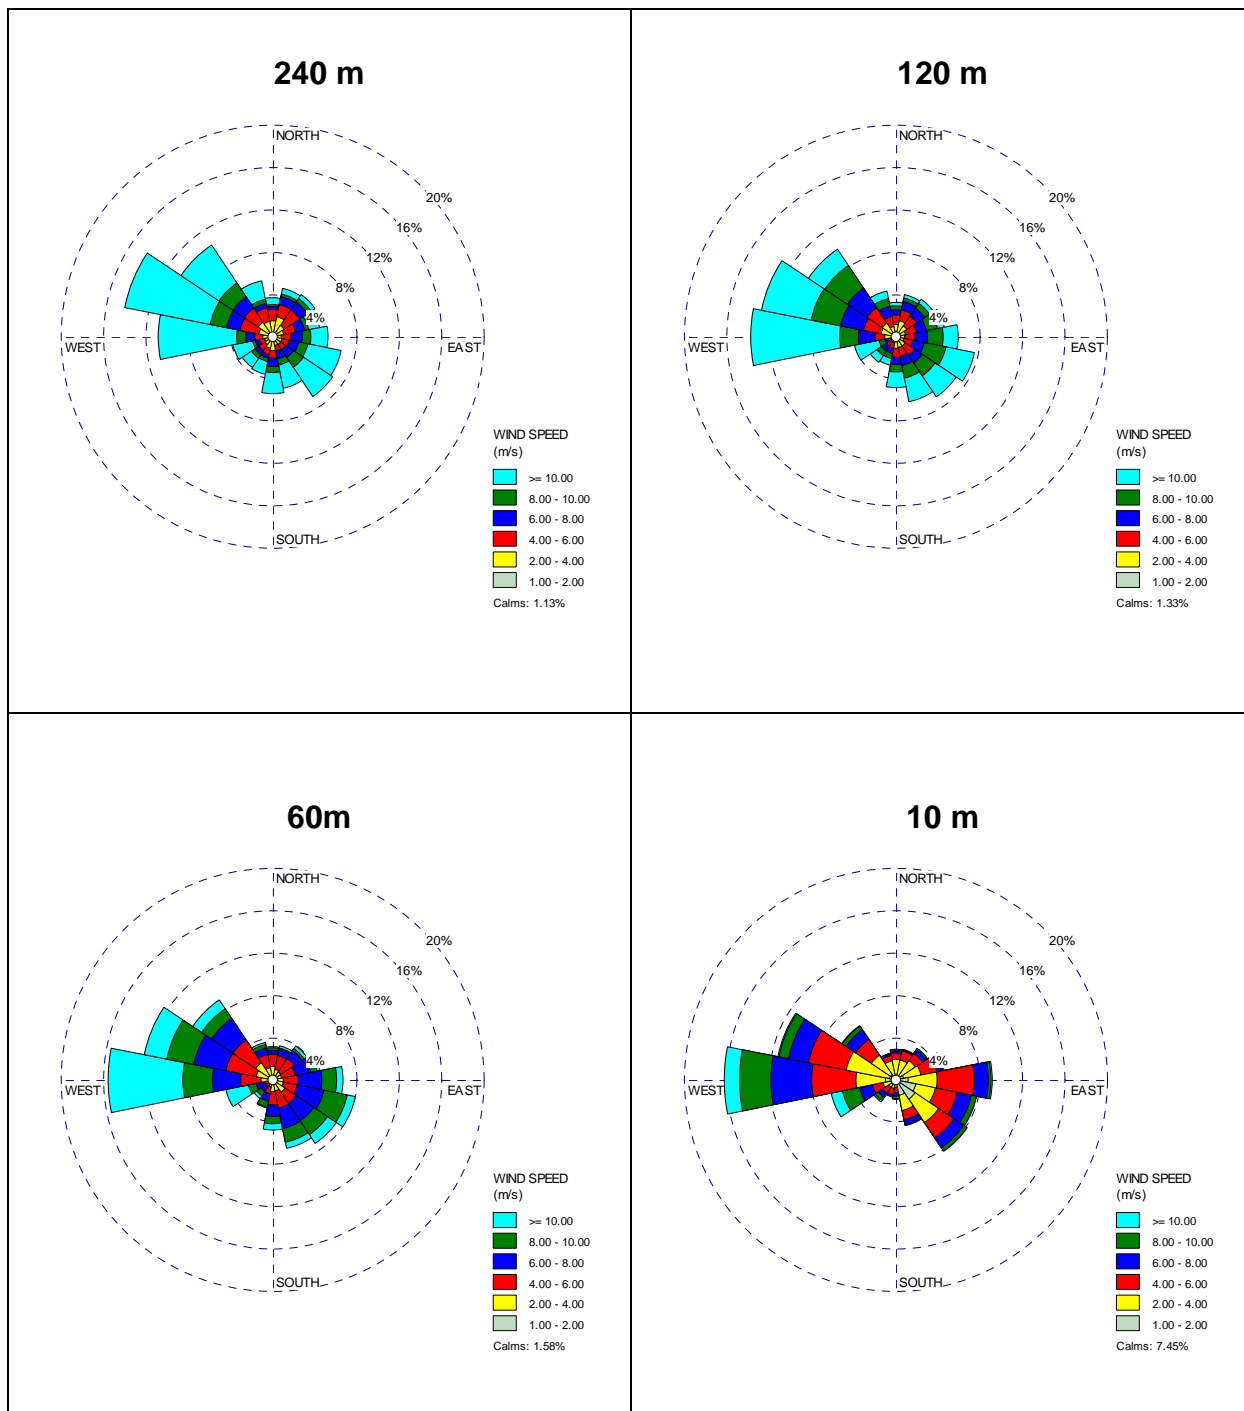 240 m
NORTH
20%
16%
12%
8%
4%
WEST
EAST
SOUTH
WIND SPEED
(m/s)
>= 10.00
8.00 - 10.00
6.00 - 8.00
4.00 - 6.00
2.00 - 4.00
1.00 - 2.00
Calms: 1.13%
120 m
NORTH
20%
16%
12%
8%
4%
WEST
EAST
SOUTH
WIND SPEED
(m/s)
>= 10.00
8.00 - 10.00
6.00 - 8.00
4.00 - 6.00
2.00 - 4.00
1.00 - 2.00
Calms: 1.33%
60m
NORTH
20%
16%
12%
8%
4%
WEST
EAST
SOUTH
WIND SPEED
(m/s)
>= 10.00
8.00 - 10.00
6.00 - 8.00
4.00 - 6.00
2.00 - 4.00
1.00 - 2.00
Calms: 1.58%
10 m
NORTH
20%
16%
12%
8%
4%
WEST
EAST
SOUTH
WIND SPEED
(m/s)
>= 10.00
8.00 - 10.00
6.00 - 8.00
4.00 - 6.00
2.00 - 4.00
1.00 - 2.00
Calms: 7.45%